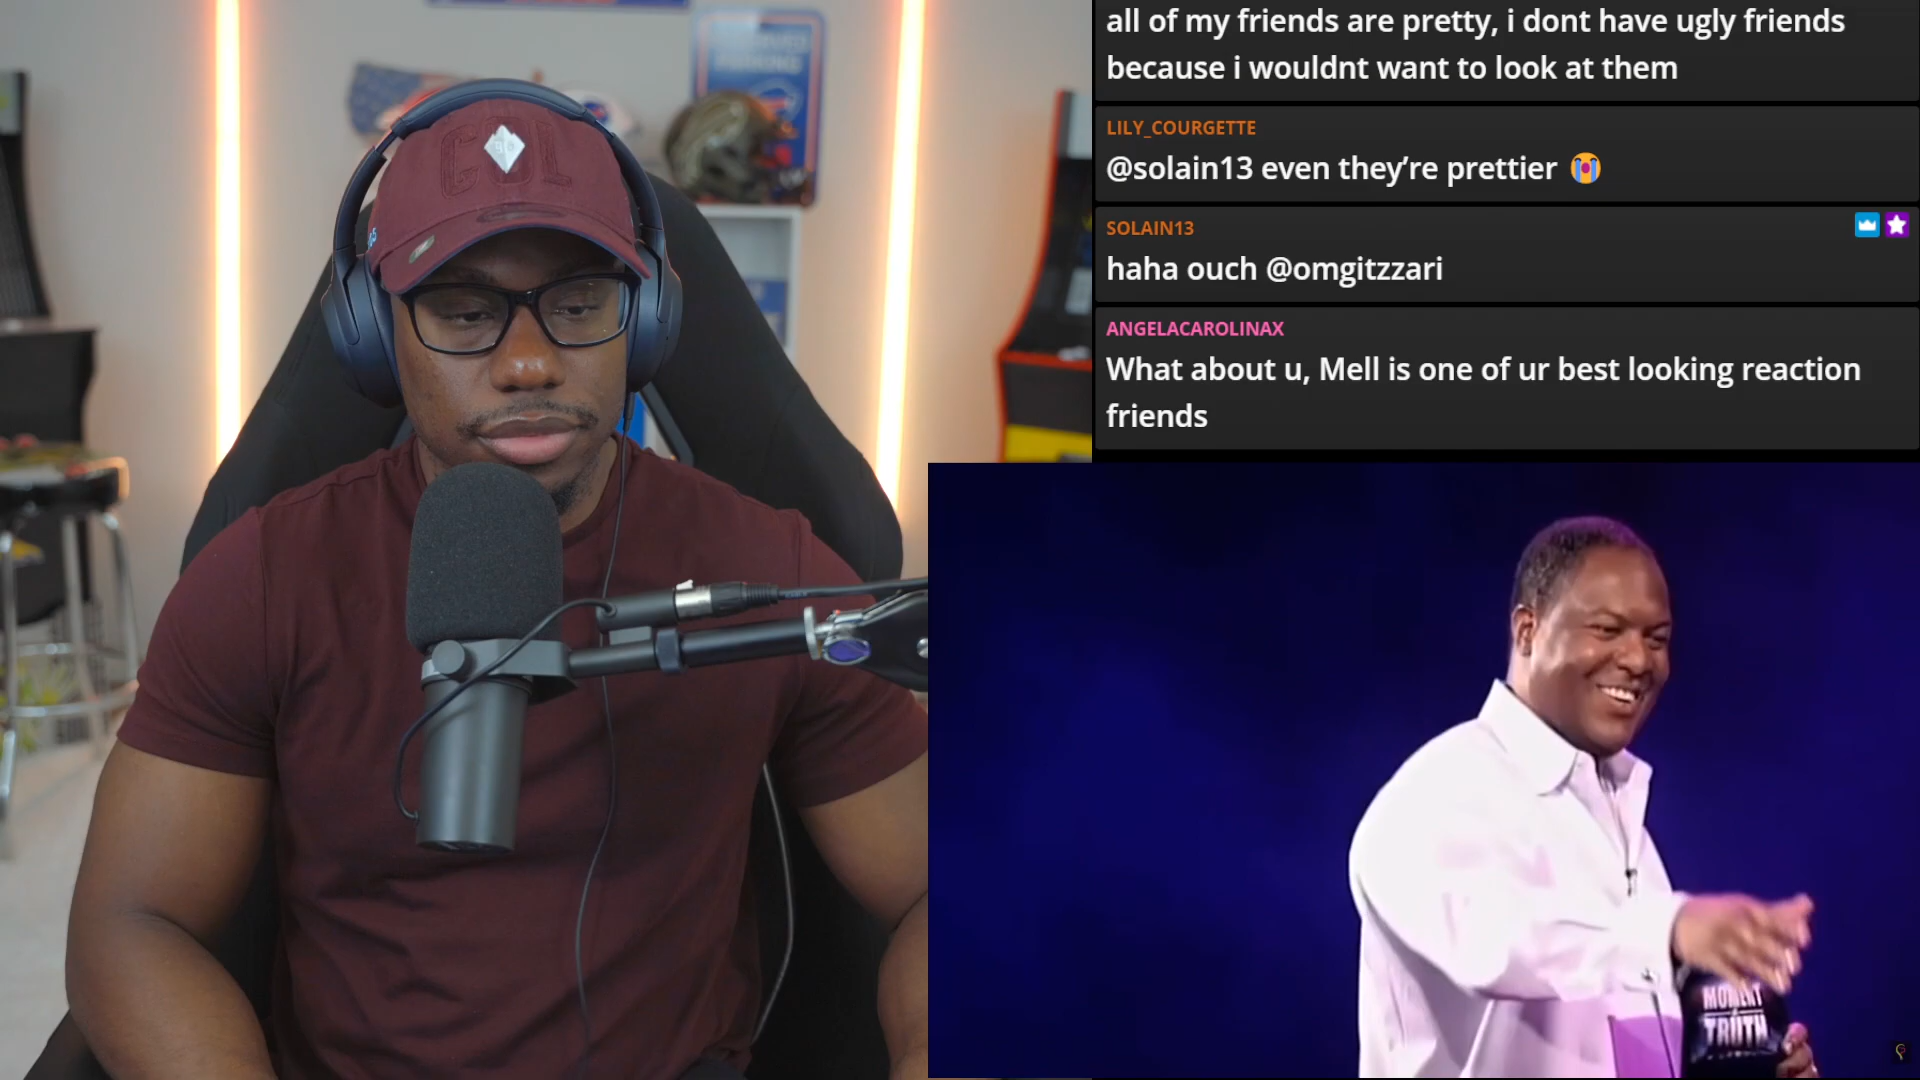 all of my friends are pretty, i dont have ugly friends
because i wouldnt want to look at them
LILY_COURGETTE
@solain13 even they’re prettier 😭
SOLAIN13
haha ouch @omgitzzari
ANGELACAROLINAX
What about u, Mell is one of ur best looking reaction
friends
COL
MOMENT
TRUTH